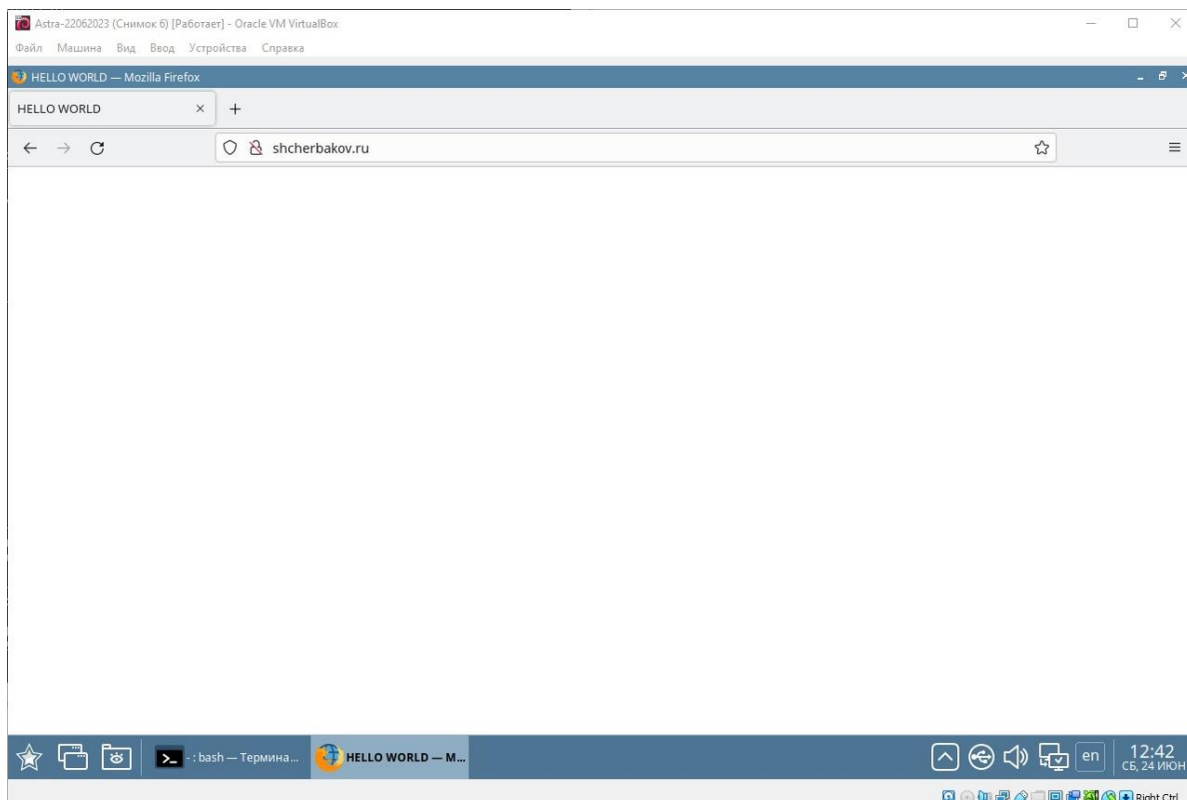 Astra-22062023 (Снимок 6) [Работает] - Oracle VM VirtualBox
Файл Машина Вид Ввод Устройства Справка
HELLO WORLD — Mozilla Firefox
HELLO WORLD
shcherbakov.ru
- : bash — Термина...
HELLO WORLD — M...
en
12:42
СБ, 24 ИЮН
Right Ctrl